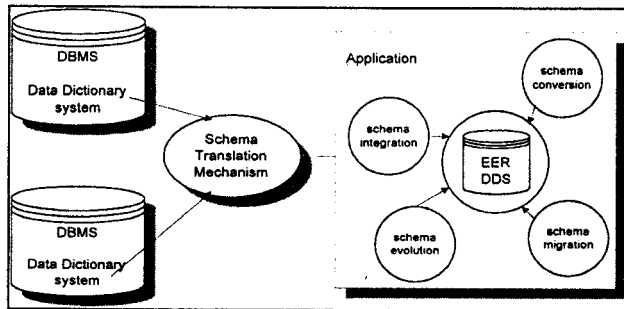 DBMS
Data Dictionary
system
DBMS
Data Dictionary
system
Schema
Translation
Mechanism
Application
schema
integration
schema
conversion
EER
DDS
schema
evolution
schema
migration